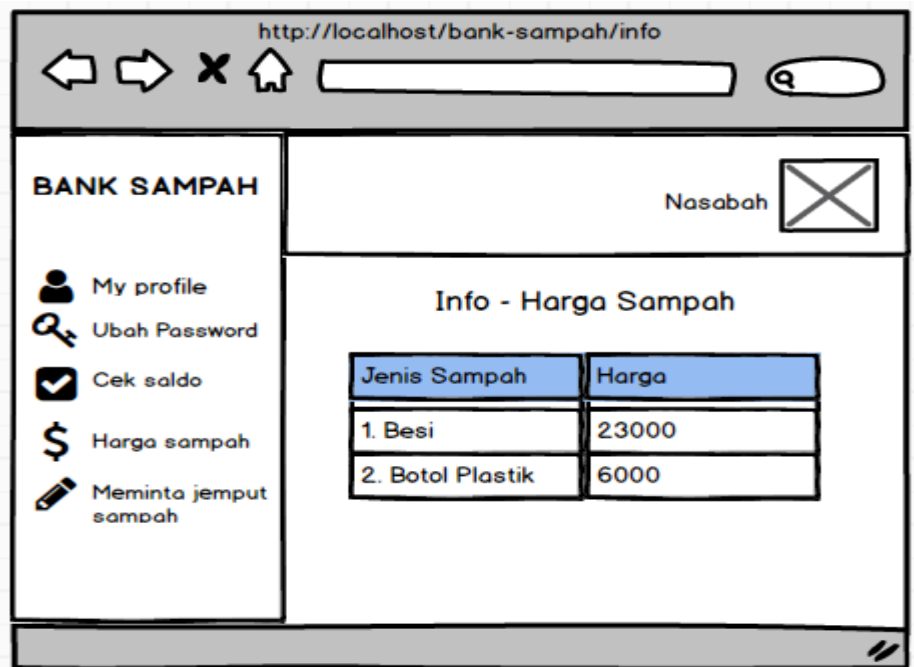 http://localhost/bank-sampah/info
BANK SAMPAH
Nasabah
My profile
Ubah Password
Cek saldo
Harga sampah
Meminta jemput
sampah
Info - Harga Sampah
Jenis Sampah Harga
1. Besi 23000
2. Botol Plastik 6000